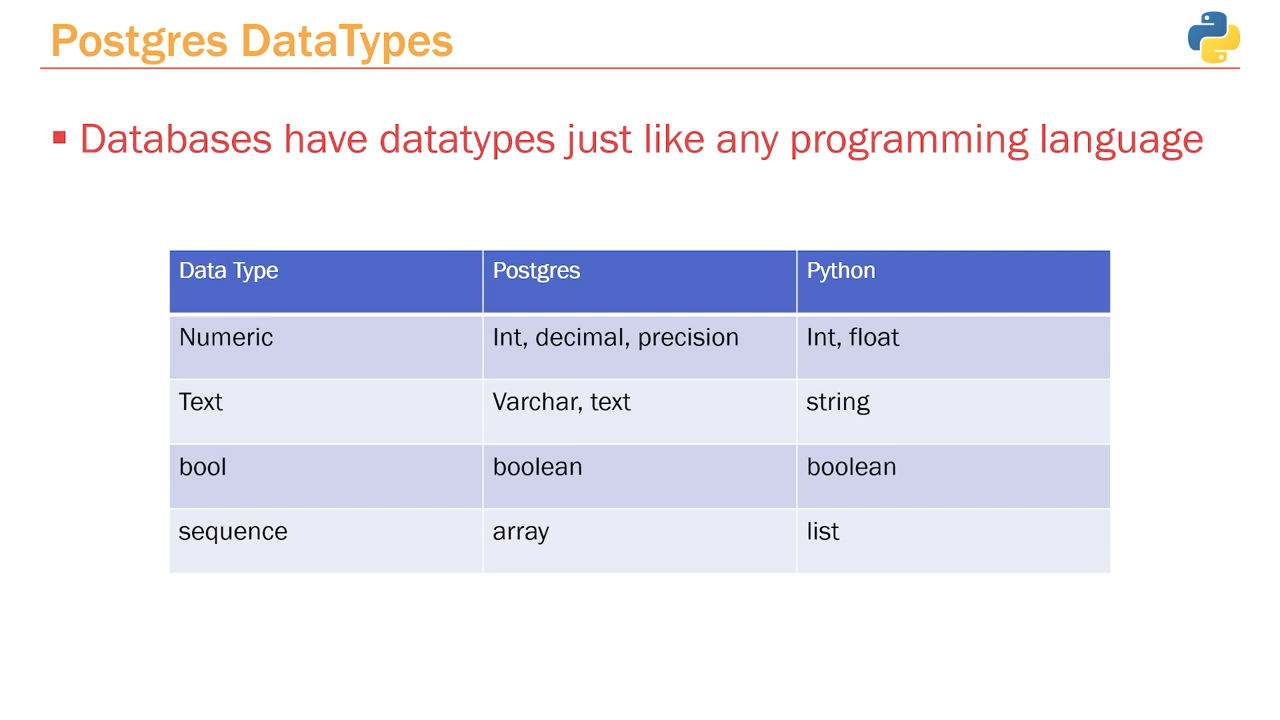 Postgres DataTypes
Databases have datatypes just like any programming language
Data Type Postgres Python
Numeric Int, decimal, precision Int, float
Text Varchar, text string
bool boolean boolean
sequence array list